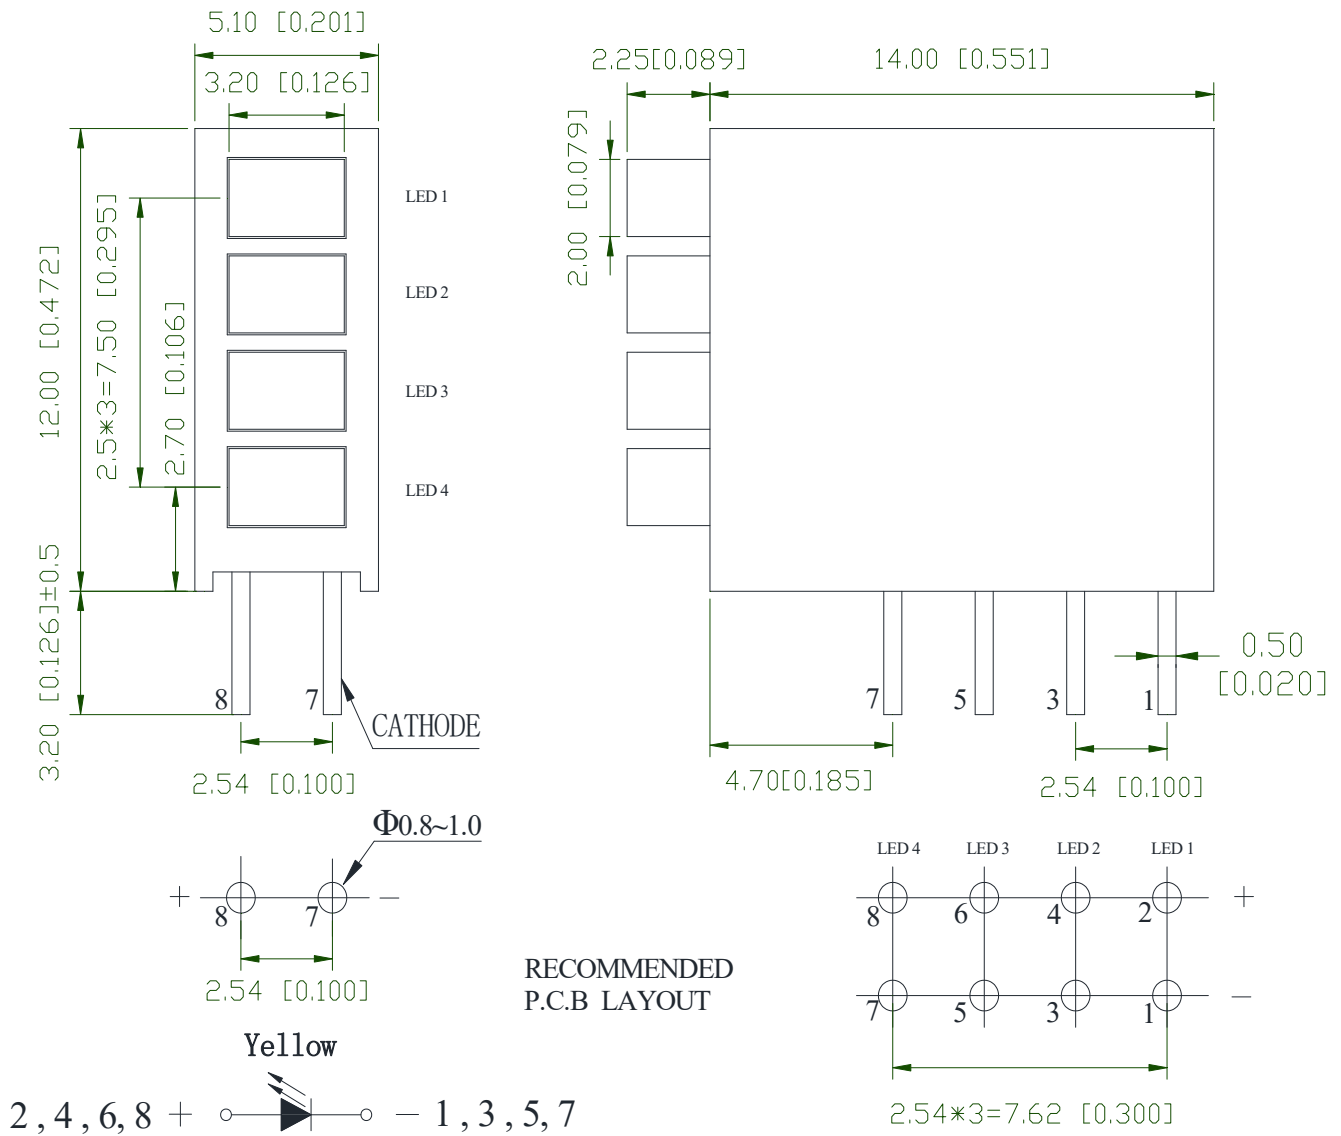 5.10 [0.201]
3.20 [0.126]
2.25[0.089]
14.00 [0.551]
2.00 [0.079]
12.00 [0.472]
2.5*3=7.50 [0.295]
2.70 [0.106]
3.20 [0.126]±0.5
LED 1
LED 2
LED 3
LED 4
8
7
CATHODE
2.54 [0.100]
7
5
3
1
0.50
[0.020]
4.70[0.185]
2.54 [0.100]
Φ0.8~1.0
+
8
7
−
2.54 [0.100]
RECOMMENDED
P.C.B LAYOUT
LED 4 LED 3 LED 2 LED 1
8 6 4 2 +
7 5 3 1 −
2.54*3=7.62 [0.300]
Yellow
2 , 4 , 6, 8 + − 1 , 3 , 5, 7